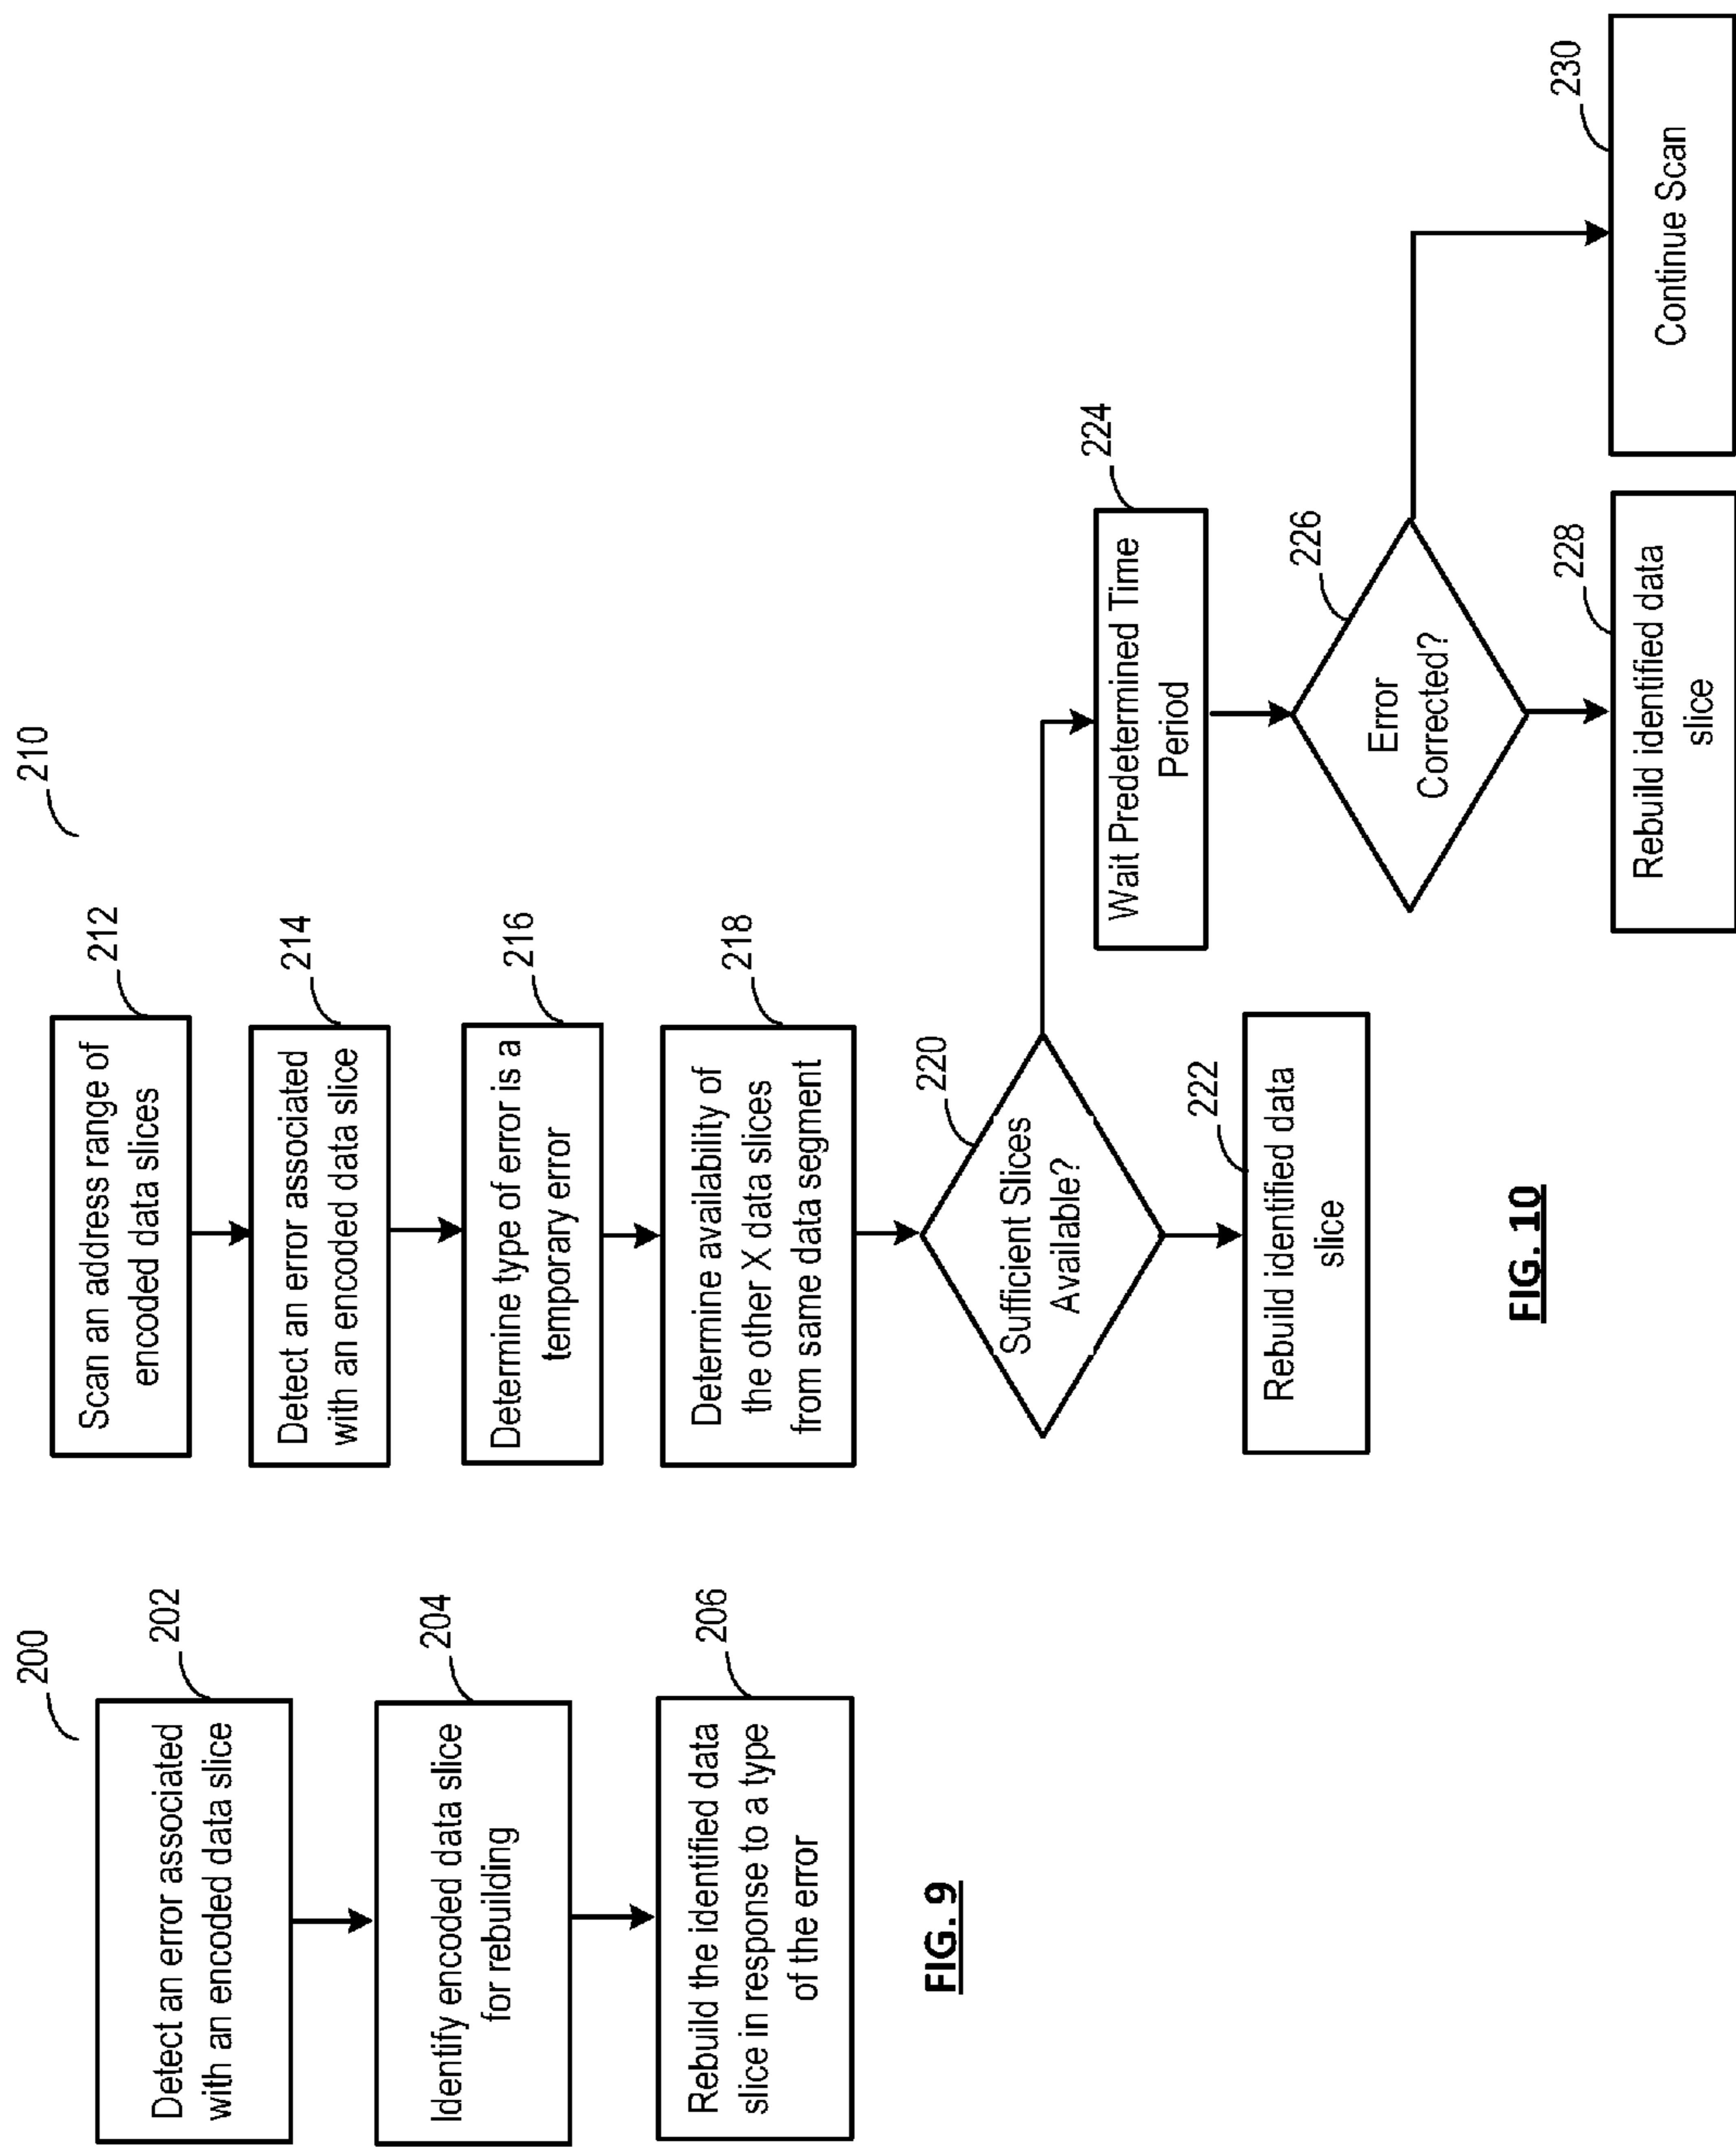 200
Detect an error associated
with an encoded data slice
202
Identify encoded data slice
for rebuilding
204
Rebuild the identified data
slice in response to a type
of the error
206
FIG. 9
210
Scan an address range of
encoded data slices
212
Detect an error associated
with an encoded data slice
214
Determine type of error is a
temporary error
216
Determine availability of
the other X data slices
from same data segment
218
Sufficient Slices
Available?
220
Rebuild identified data
slice
222
Wait Predetermined Time
Period
224
Error
Corrected?
226
Rebuild identified data
slice
228
Continue Scan
230
FIG. 10